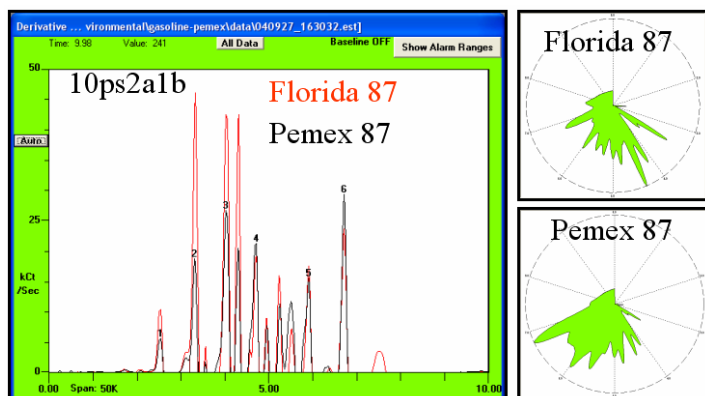 Derivative ... vironmental\gasoline-pemex\data\040927_163032.est]
Time: 9.98 Value: 241 All Data Baseline OFF Show Alarm Ranges
50
10ps2a1b
Florida 87
Pemex 87
Auto
25
kCt
/Sec
0
1
2
3
4
5
6
0.00 Span: 50K 5.00 10.00
Florida 87
Pemex 87